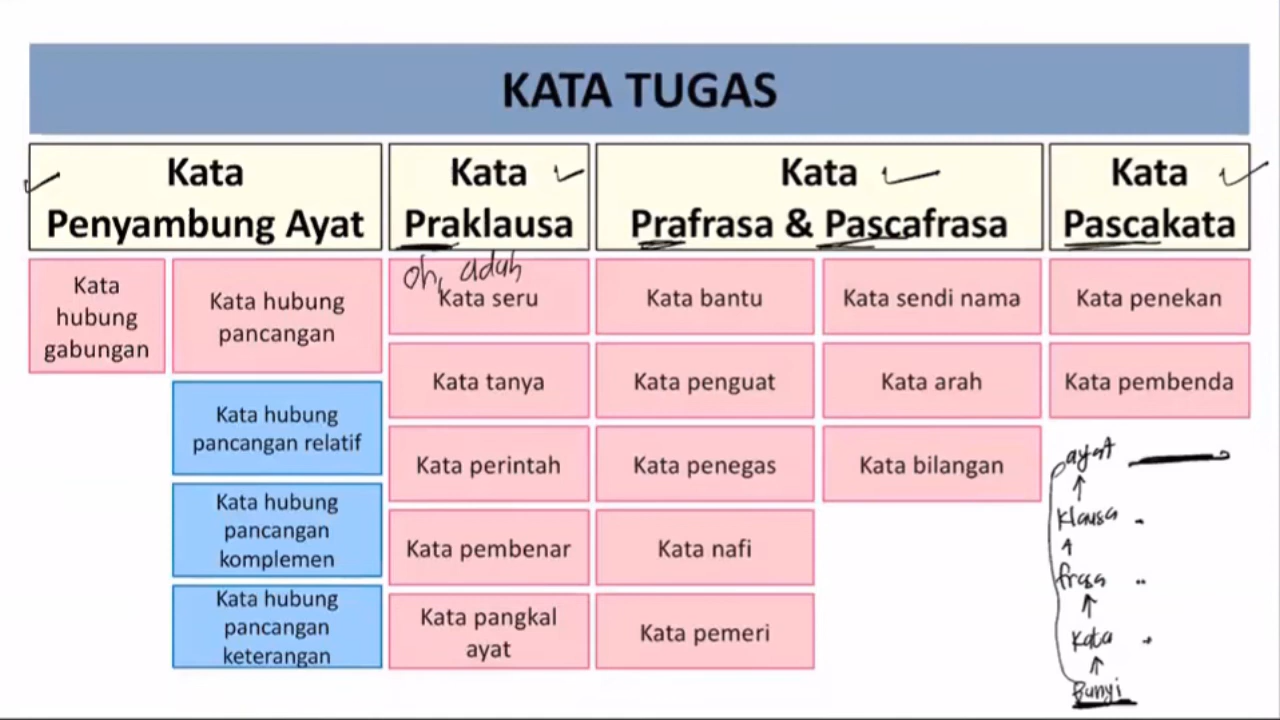 KATA TUGAS
Kata
Penyambung Ayat
Kata
Praklausa
Kata
Prafrasa & Pascafrasa
Kata
Pascakata
Kata
hubung
gabungan
Kata hubung
pancangan
Kata hubung
pancangan relatif
Kata hubung
pancangan
komplemen
Kata hubung
pancangan
keterangan
oh, aduh
Kata seru
Kata tanya
Kata perintah
Kata pembenar
Kata pangkal
ayat
Kata bantu
Kata penguat
Kata penegas
Kata nafi
Kata pemeri
Kata sendi nama
Kata arah
Kata bilangan
Kata penekan
Kata pembenda
ayat
klausa
frasa
kata
Bunyi